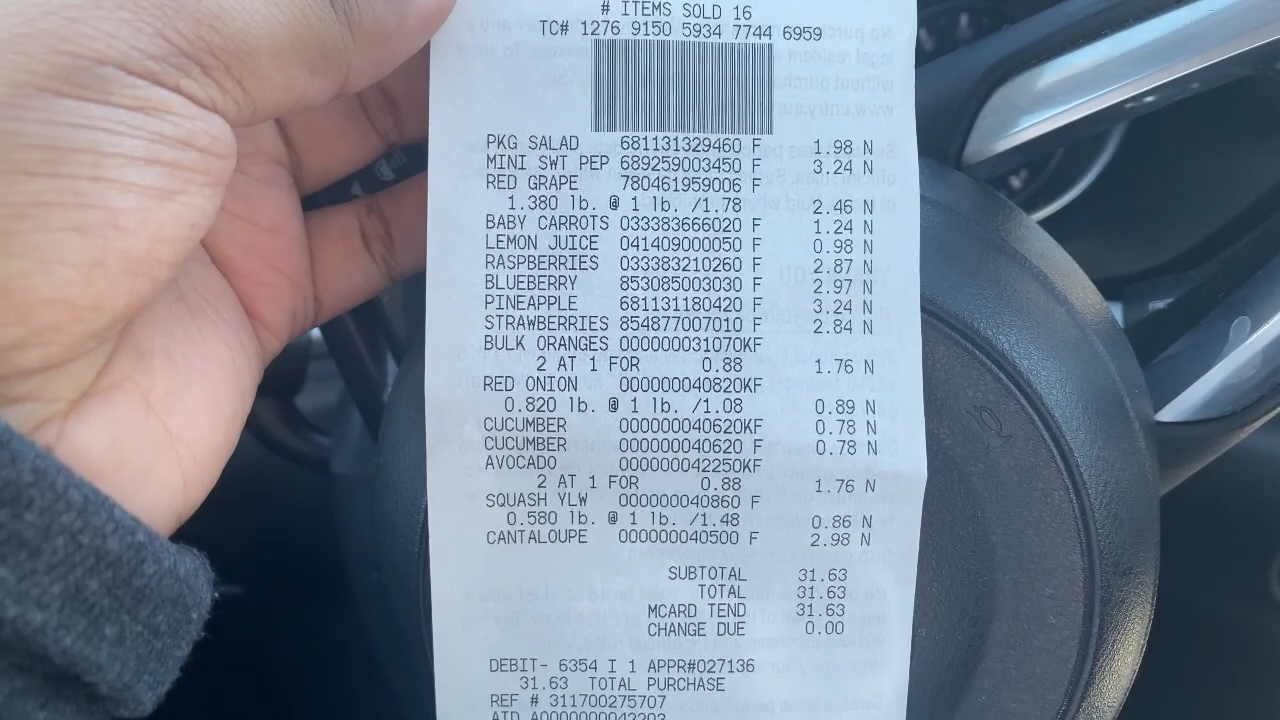 # ITEMS SOLD 16
TC# 1276 9150 5934 7744 6959
PKG SALAD 681131329460 F 1.98 N
MINI SWT PEP 689259003450 F 3.24 N
RED GRAPE 780461959006 F
1.380 lb. @ 1 lb. /1.78 2.46 N
BABY CARROTS 033383666020 F 1.24 N
LEMON JUICE 041409000050 F 0.98 N
RASPBERRIES 033383210260 F 2.87 N
BLUEBERRY 853085003030 F 2.97 N
PINEAPPLE 681131180420 F 3.24 N
STRAWBERRIES 854877007010 F 2.84 N
BULK ORANGES 000000031070KF
2 AT 1 FOR 0.88 1.76 N
RED ONION 000000040820KF
0.820 lb. @ 1 lb. /1.08 0.89 N
CUCUMBER 000000040620KF 0.78 N
CUCUMBER 000000040620KF 0.78 N
AVOCADO 000000042250KF
2 AT 1 FOR 0.88 1.76 N
SQUASH YLW 000000040860 F
0.580 lb. @ 1 lb. /1.48 0.86 N
CANTALOUPE 000000040500 F 2.98 N
SUBTOTAL 31.63
TOTAL 31.63
MCARD TEND 31.63
CHANGE DUE 0.00
DEBIT- 6354 I 1 APPR#027136
31.63 TOTAL PURCHASE
REF # 311700275707
AID A0000000042203